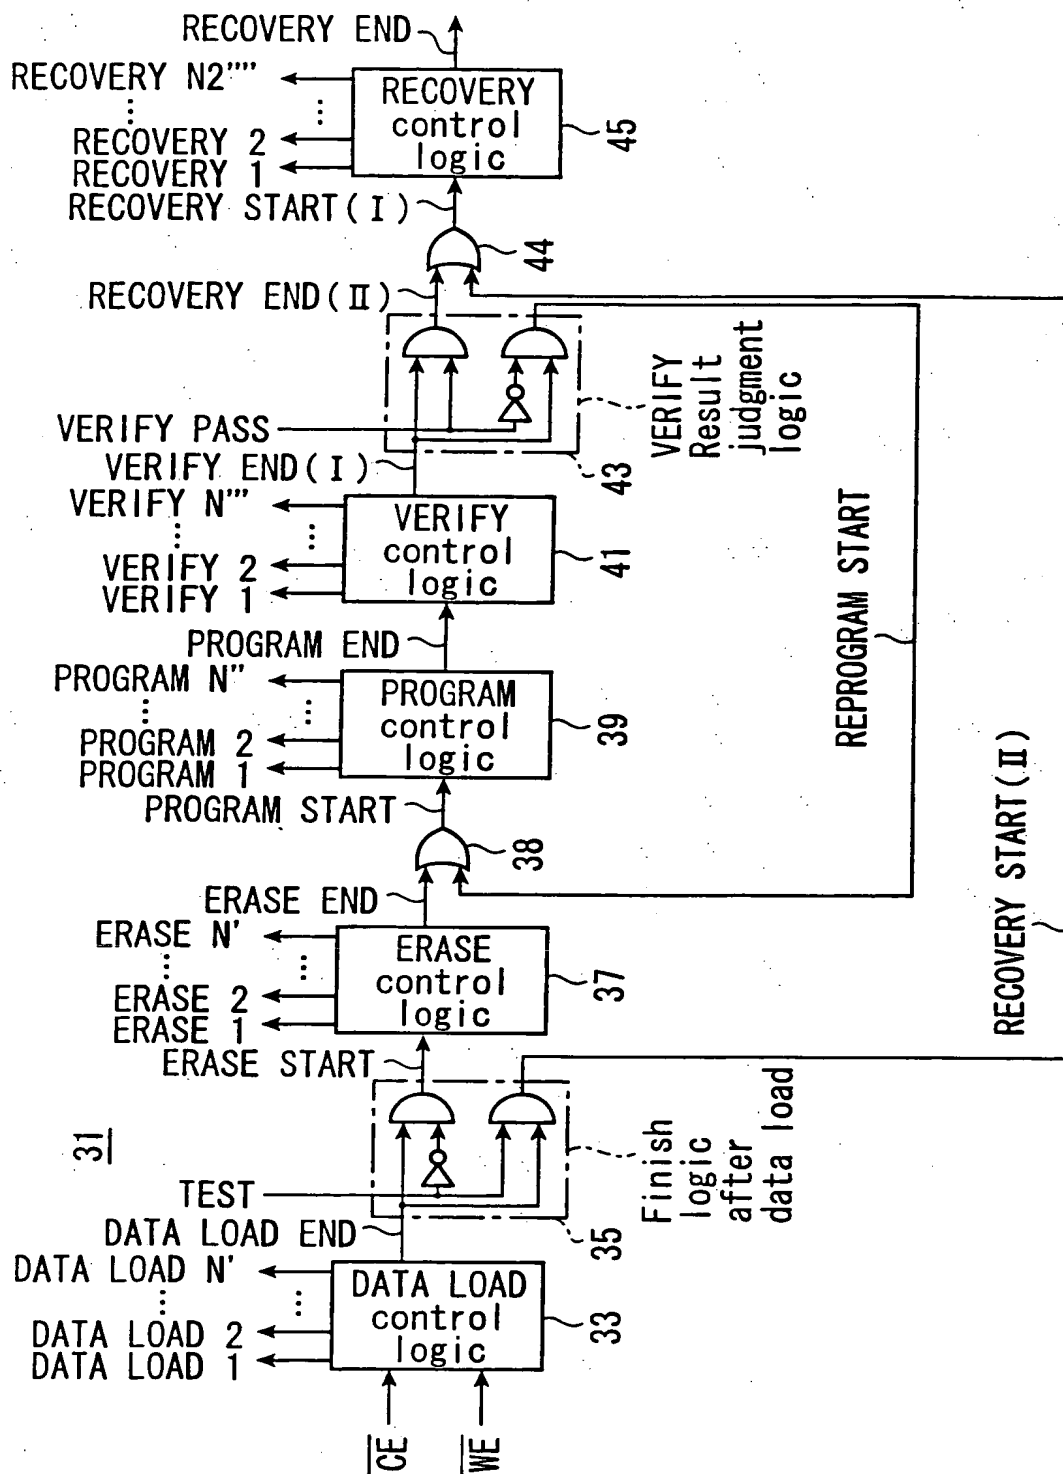 31
CE
WE
DATA LOAD 1
DATA LOAD 2
DATA LOAD N'
DATA LOAD
control
logic
33
DATA LOAD END
TEST
35
Finish
logic
after
data load
ERASE START
ERASE 1
ERASE 2
ERASE N'
ERASE
control
logic
37
ERASE END
38
PROGRAM START
PROGRAM 1
PROGRAM 2
PROGRAM N''
PROGRAM
control
logic
39
PROGRAM END
VERIFY 1
VERIFY 2
VERIFY N'''
VERIFY
control
logic
41
VERIFY END(I)
VERIFY PASS
43
VERIFY
Result
judgment
logic
RECOVERY END(II)
44
RECOVERY START(I)
RECOVERY 1
RECOVERY 2
RECOVERY N2''''
RECOVERY
control
logic
45
RECOVERY END
REPROGRAM START
RECOVERY START(II)